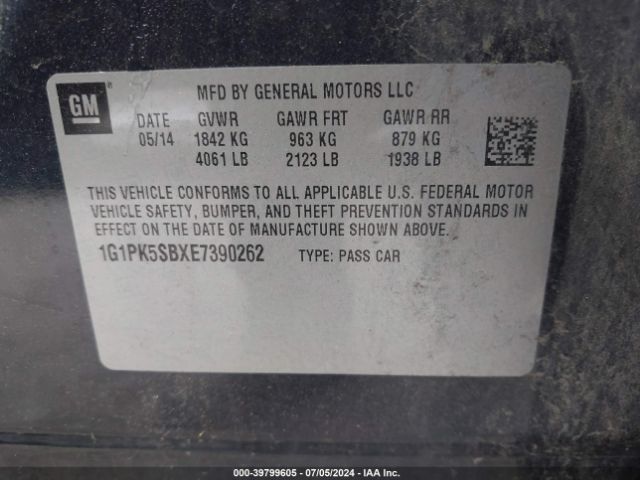 GM
MFD BY GENERAL MOTORS LLC
DATE GVWR GAWR FRT GAWR RR
05/14 1842 KG 963 KG 879 KG
4061 LB 2123 LB 1938 LB
THIS VEHICLE CONFORMS TO ALL APPLICABLE U.S. FEDERAL MOTOR
VEHICLE SAFETY, BUMPER, AND THEFT PREVENTION STANDARDS IN
EFFECT ON THE DATE OF MANUFACTURE SHOWN ABOVE.
1G1PK5SBXE7390262 TYPE: PASS CAR
000-39799605 - 07/05/2024 - IAA Inc.